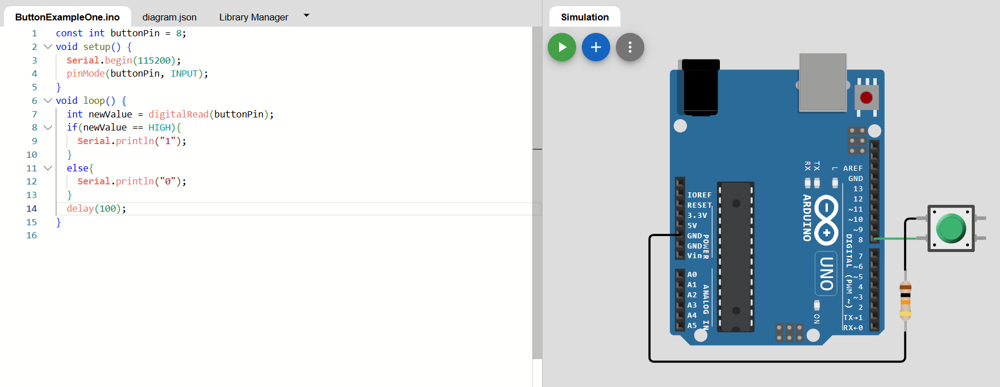 ButtonExampleOne.ino diagram.json Library Manager
1 const int buttonPin = 8;
2 void setup() {
3 Serial.begin(115200);
4 pinMode(buttonPin, INPUT);
5 }
6 void loop() {
7 int newValue = digitalRead(buttonPin);
8 if(newValue == HIGH){
9 Serial.println("1");
10 }
11 else{
12 Serial.println("0");
13 }
14 delay(100);
15 }
16
Simulation
RX TX L
AREF
GND
13
12
~11
~10
~9
8
7
~6
~5
4
~3
2
TX→1
RX←0
DIGITAL (PWM ~)
ARDUINO
UNO
ON
IOREF
RESET
3.3V
5V
GND
GND
Vin
POWER
A0
A1
A2
A3
A4
A5
ANALOG IN